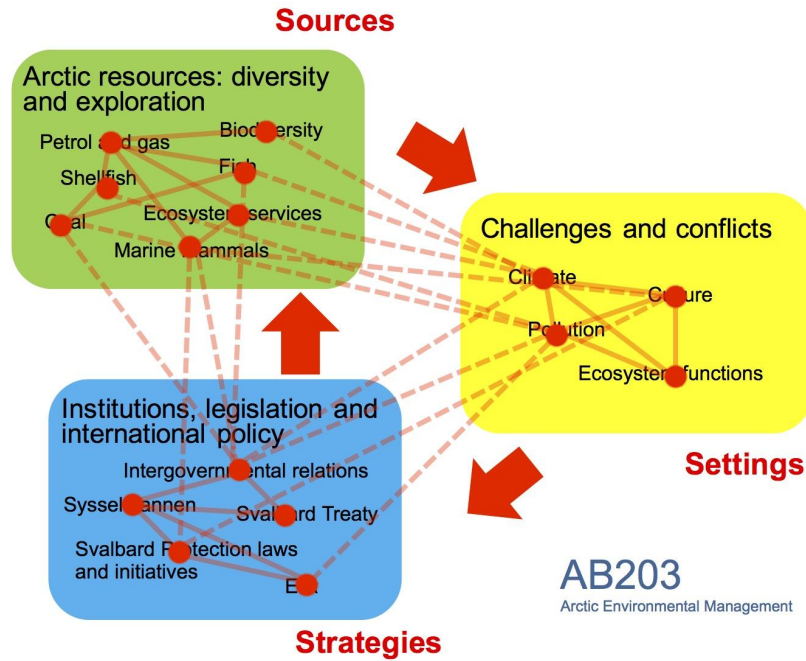 Sources
Arctic resources: diversity
and exploration
Petrol and gas
Biodiversity
Shellfish
Fish
Coal
Ecosystem services
Marine Mammals
Challenges and conflicts
Climate
Culture
Pollution
Ecosystem functions
Settings
Institutions, legislation and
international policy
Intergovernmental relations
Sysselmannen
Svalbard Treaty
Svalbard Protection laws
and initiatives
AB203
Arctic Environmental Management
Strategies